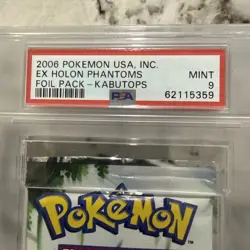 2006 POKEMON USA, INC.
EX HOLON PHANTOMS MINT
FOIL PACK - KABUTOPS 9
PSA 62115359
POKéMON